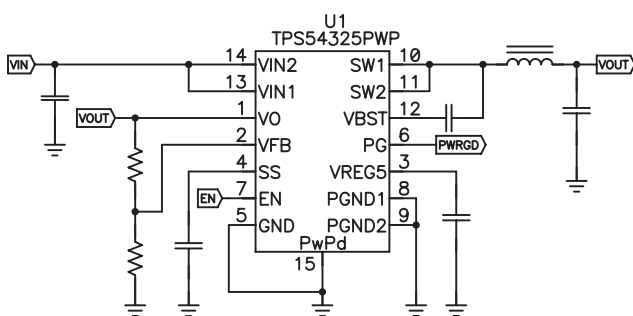 U1
TPS54325PWP
VIN
14 VIN2 SW1 10
13 VIN1 SW2 11
VOUT
VOUT 1 VO VBST 12
2 VFB PG 6 PWRGD
4 SS VREG5 3
EN 7 EN PGND1 8
5 GND PGND2 9
PwPd
15